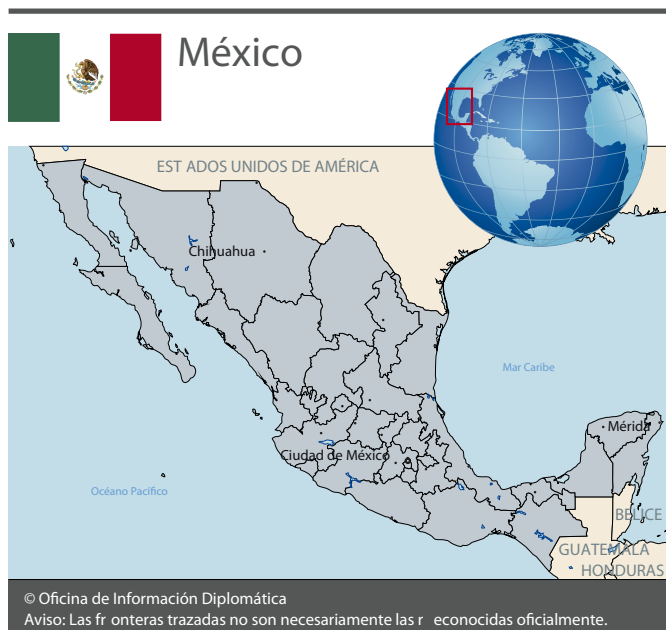 México
EST ADOS UNIDOS DE AMÉRICA
Chihuahua
Mar Caribe
Mérida
Ciudad de México
Océano Pacífico
BELICE
GUATEMALA
HONDURAS
© Oficina de Información Diplomática
Aviso: Las fr onteras trazadas no son necesariamente las r econocidas oficialmente.